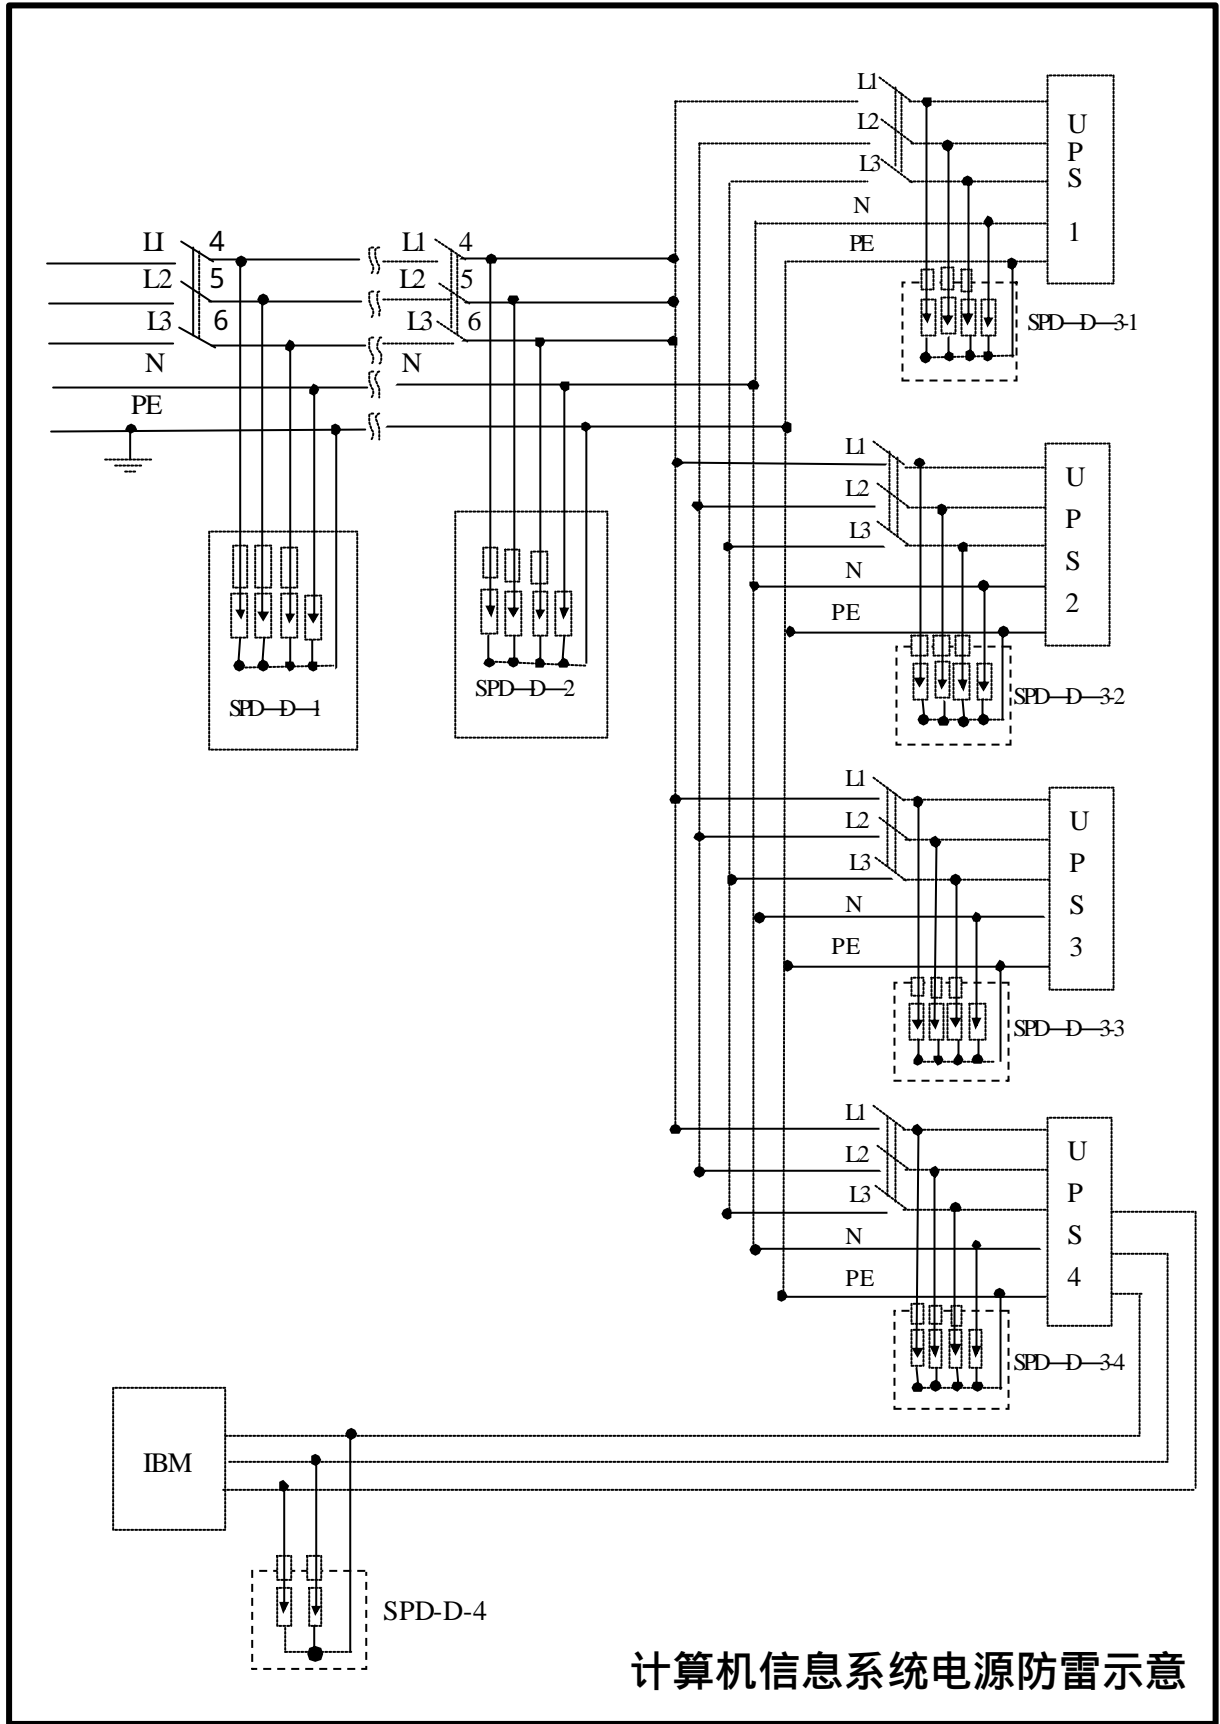 L1
L2
L3
N
PE
U
P
S
1
SPD—D—3-1
LI
4
L2
5
L3
6
N
PE
L1
4
L2
5
L3
6
N
SPD—D—1
SPD—D—2
L1
L2
L3
N
PE
U
P
S
2
SPD—D—3-2
L1
L2
L3
N
PE
U
P
S
3
SPD—D—3-3
L1
L2
L3
N
PE
U
P
S
4
SPD—D—3-4
IBM
SPD-D-4
计算机信息系统电源防雷示意